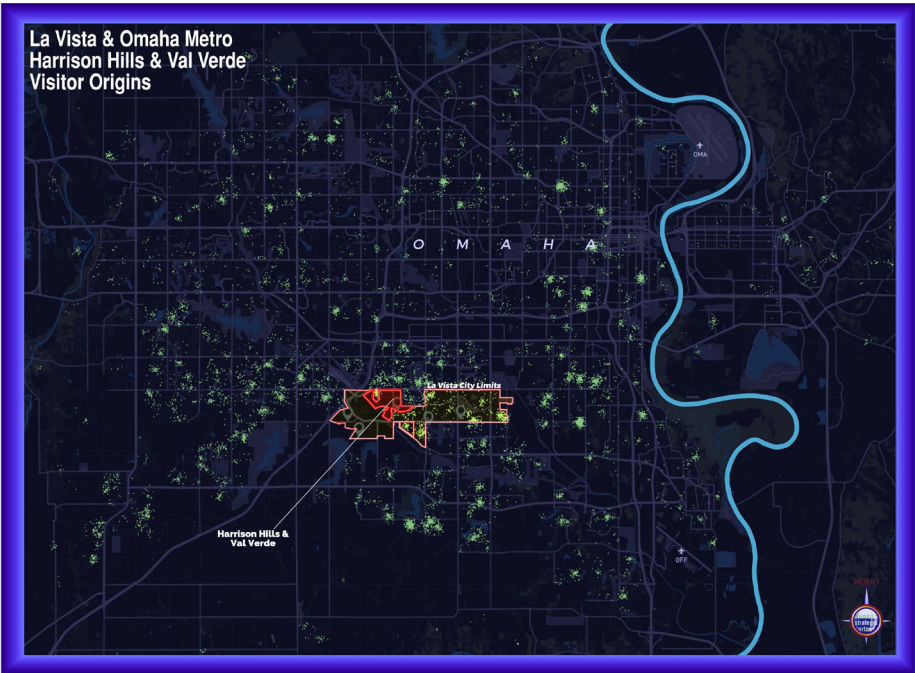 La Vista & Omaha Metro
Harrison Hills & Val Verde
Visitor Origins
OMA
O M A H A
La Vista City Limits
Harrison Hills &
Val Verde
OFF
NORTH
strategic